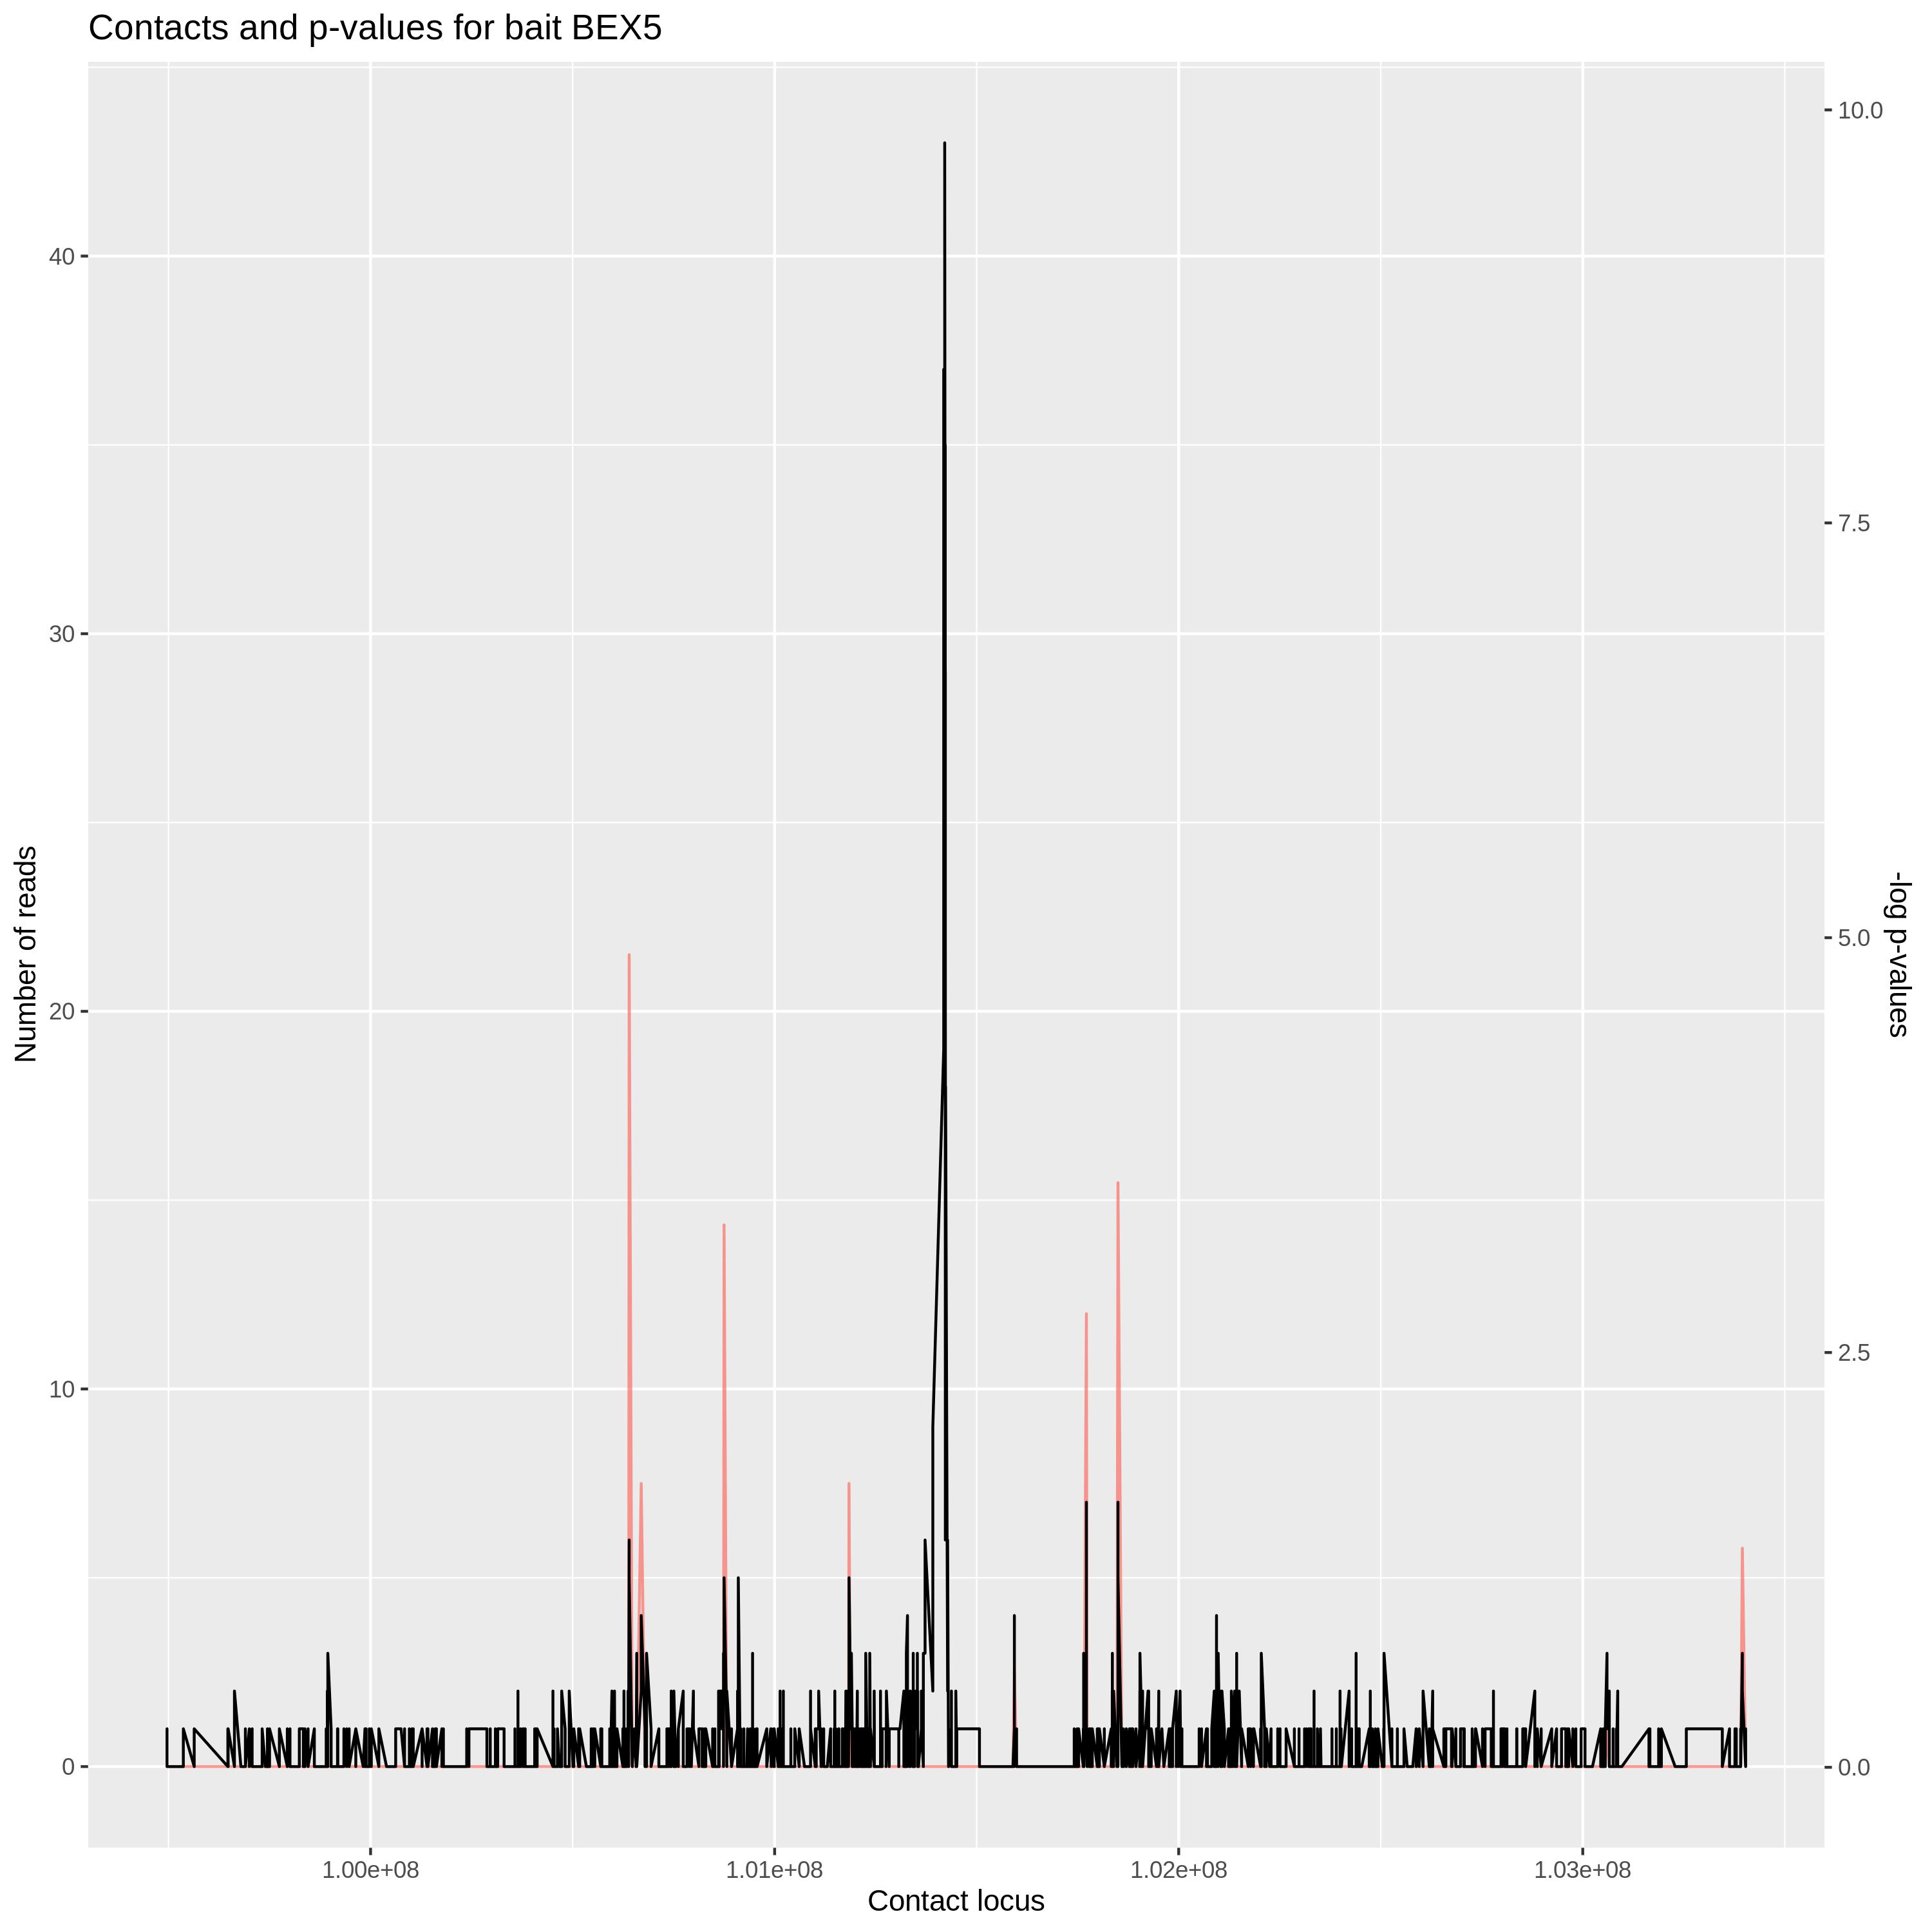 Contacts and p-values for bait BEX5
Number of reads
40
30
20
10
0
10.0
7.5
5.0
2.5
0.0
-log p-values
1.00e+08
1.01e+08
1.02e+08
1.03e+08
Contact locus